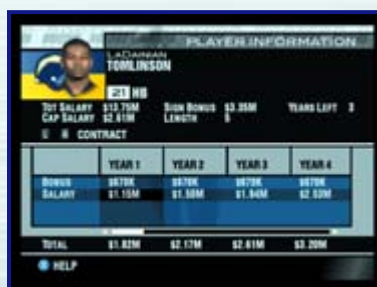 PLAYER INFORMATION
LADAINIAN
TOMLINSON
21 HB
TOT SALARY $13.75M SIGN BONUS $3.35M YEARS LEFT 3
CAP SALARY $2.61M LENGTH 5
CONTRACT
YEAR 1 YEAR 2 YEAR 3 YEAR 4
BONUS $670K $670K $670K $670K
SALARY $1.15M $1.50M $1.94M $2.53M
TOTAL $1.82M $2.17M $2.61M $3.20M
HELP